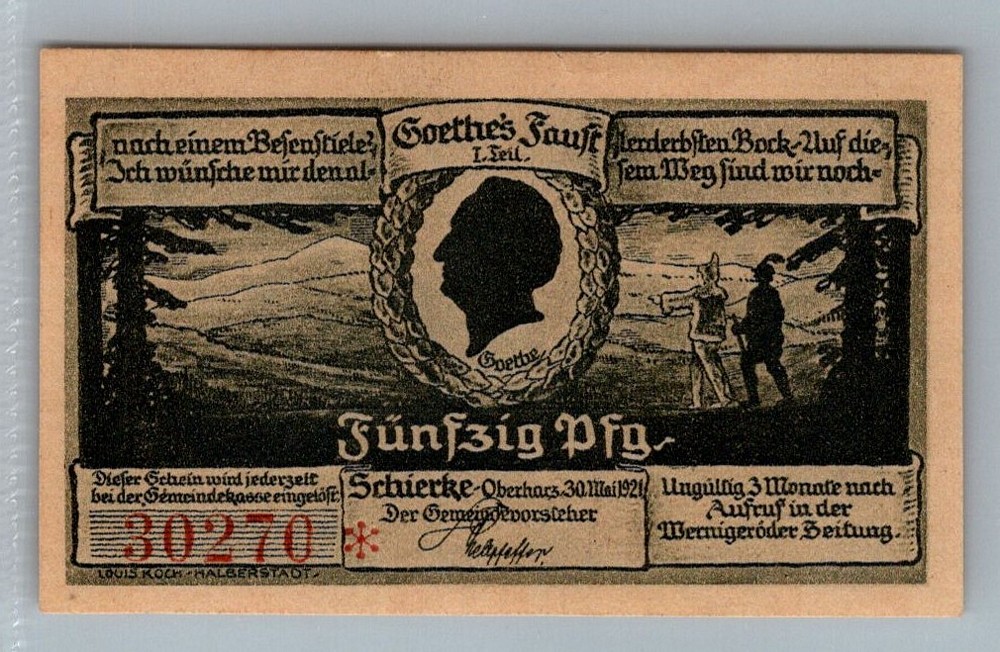 nach einem Besenstiele?
Ich wünsche mir den al-
Goethe's Faust
I. Teil.
lerderbsten Bock-Auf die-
sem Weg sind wir noch-
Goethe
Fünfzig Pfg.
Dieser Schein wird jederzeit
bei der Gemeindekasse eingelöst.
30270
LOUIS KOCH - HALBERSTADT.
Schierke-Oberharz. 30. Mai 1921
Der Gemeindevorsteher
Ungültig 3 Monate nach
Aufruf in der
Wernigeröder Zeitung.